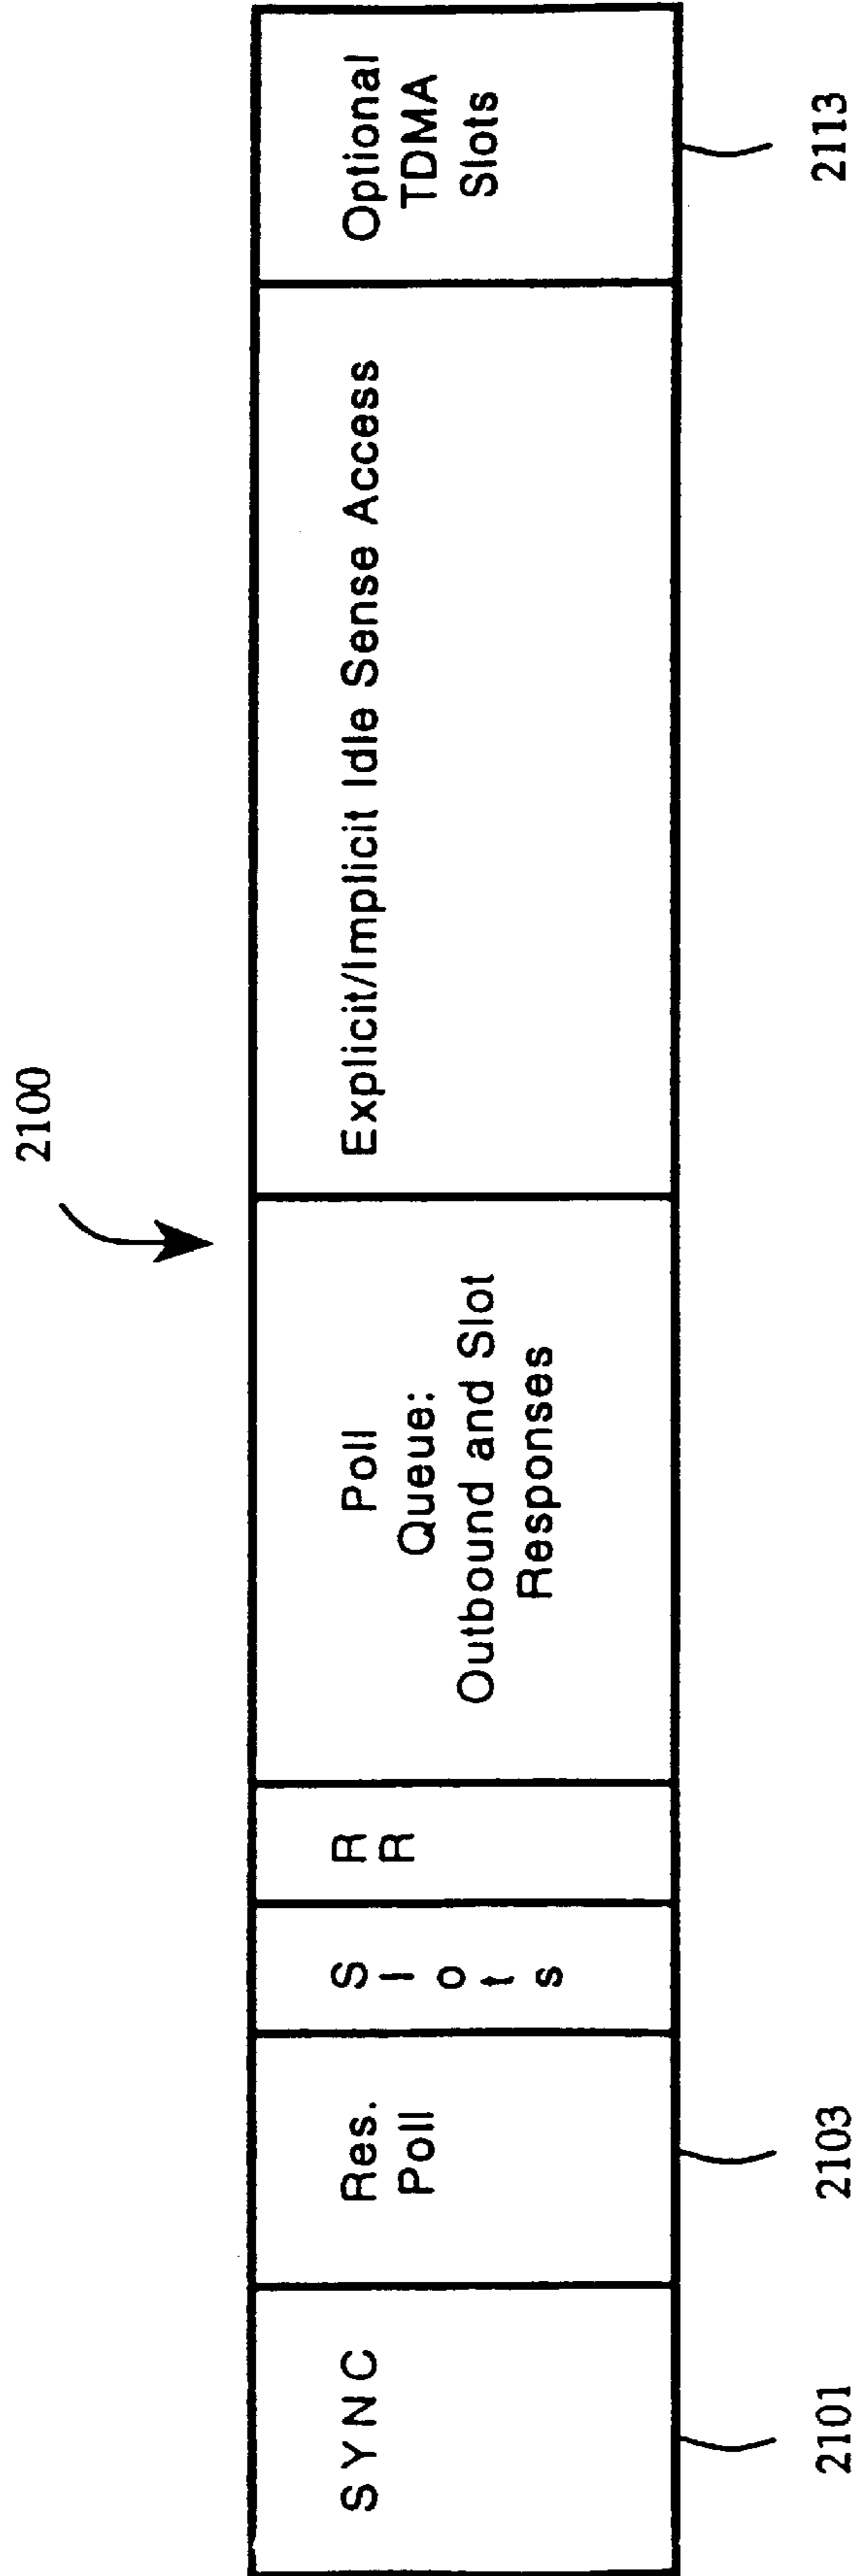 2100
SYNC
Res.
Poll
Slots
RR
Poll
Queue:
Outbound and Slot
Responses
Explicit/Implicit Idle Sense Access
Optional
TDMA
Slots
2101
2103
2113